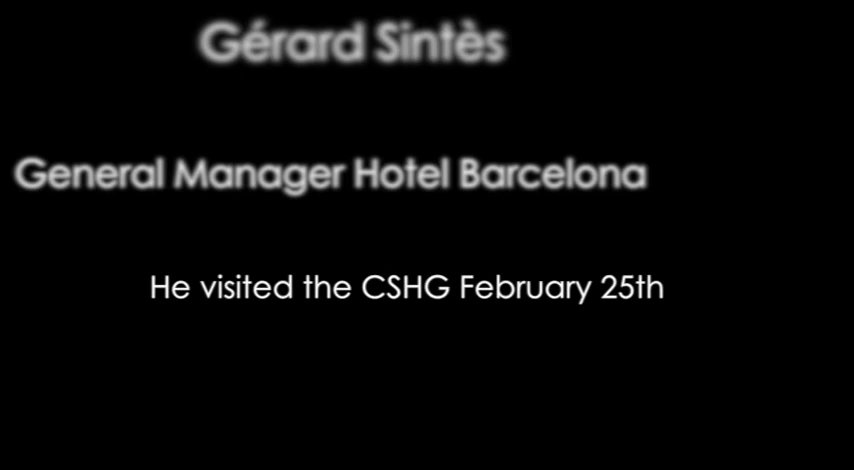 Gérard Sintès
General Manager Hotel Barcelona
He visited the CSHG February 25th